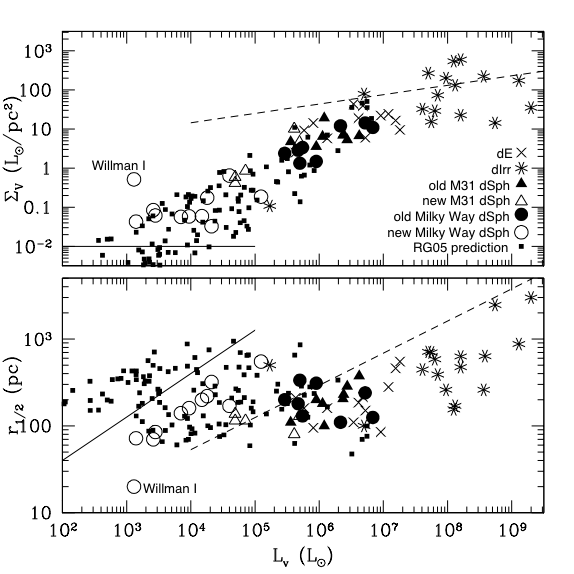 10³
100
10
1
0.1
10⁻²
Σ_V (L⊙/pc²)
Willman I
dE ×
dIrr ✳
old M31 dSph ▲
new M31 dSph △
old Milky Way dSph ●
new Milky Way dSph ○
RG05 prediction ▪
10³
100
10
r_1/2 (pc)
Willman I
10² 10³ 10⁴ 10⁵ 10⁶ 10⁷ 10⁸ 10⁹
L_v (L⊙)